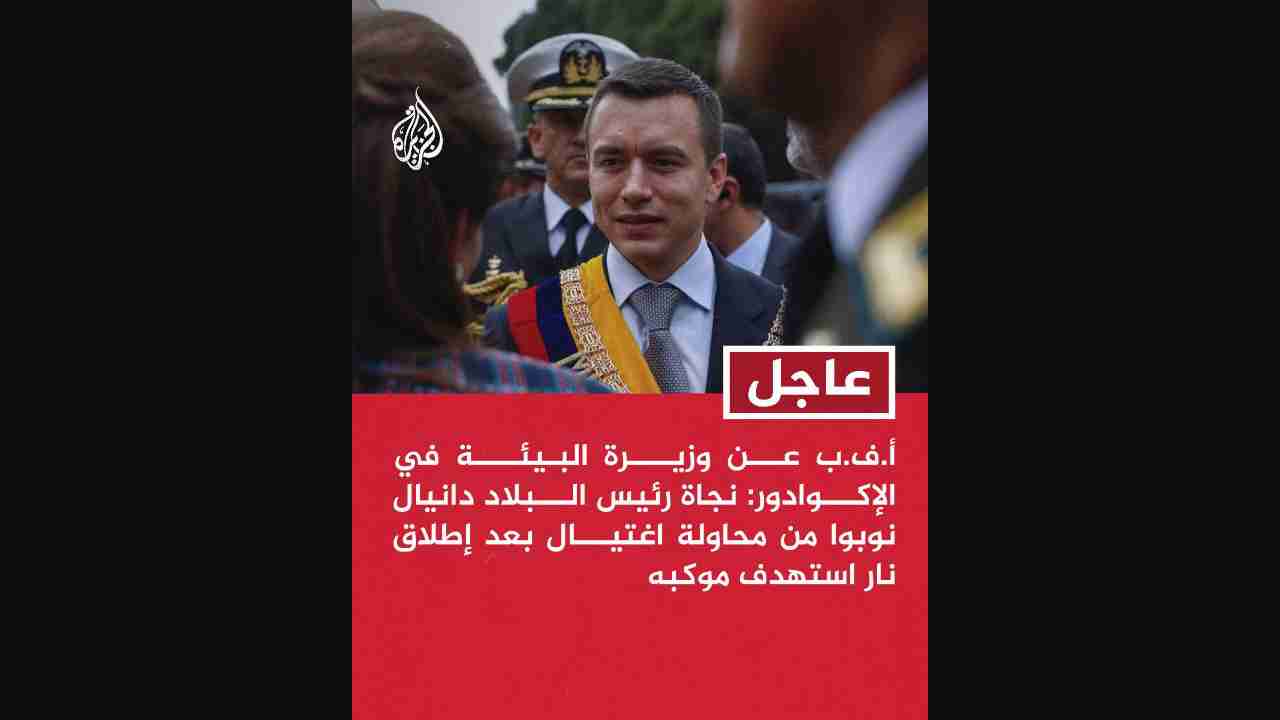 الجزيرة
عاجل
أ.ف.ب عن وزيرة البيئة في
الإكوادور: نجاة رئيس البلاد دانيال
نوبوا من محاولة اغتيال بعد إطلاق
نار استهدف موكبه